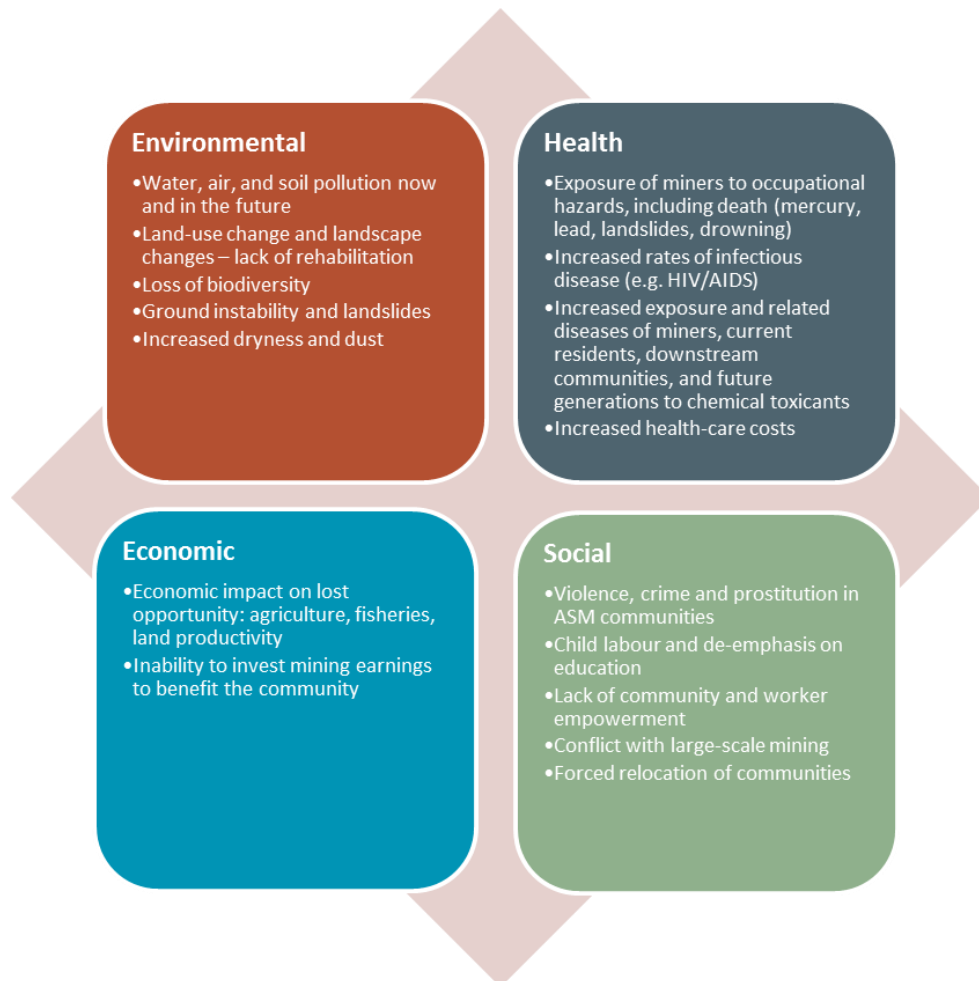 Environmental
•Water, air, and soil pollution now
and in the future
•Land-use change and landscape
changes – lack of rehabilitation
•Loss of biodiversity
•Ground instability and landslides
•Increased dryness and dust
Health
•Exposure of miners to occupational
hazards, including death (mercury,
lead, landslides, drowning)
•Increased rates of infectious
disease (e.g. HIV/AIDS)
•Increased exposure and related
diseases of miners, current
residents, downstream
communities, and future
generations to chemical toxicants
•Increased health-care costs
Economic
•Economic impact on lost
opportunity: agriculture, fisheries,
land productivity
•Inability to invest mining earnings
to benefit the community
Social
•Violence, crime and prostitution in
ASM communities
•Child labour and de-emphasis on
education
•Lack of community and worker
empowerment
•Conflict with large-scale mining
•Forced relocation of communities